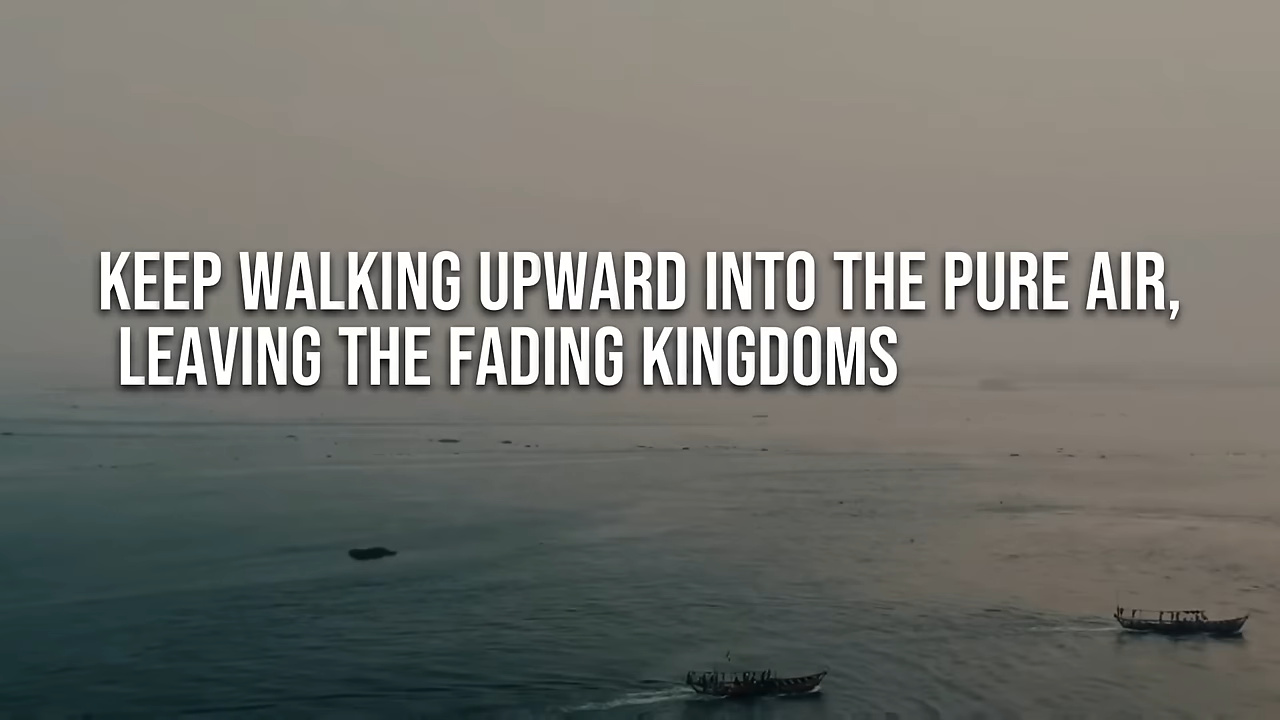 KEEP WALKING UPWARD INTO THE PURE AIR,
LEAVING THE FADING KINGDOMS